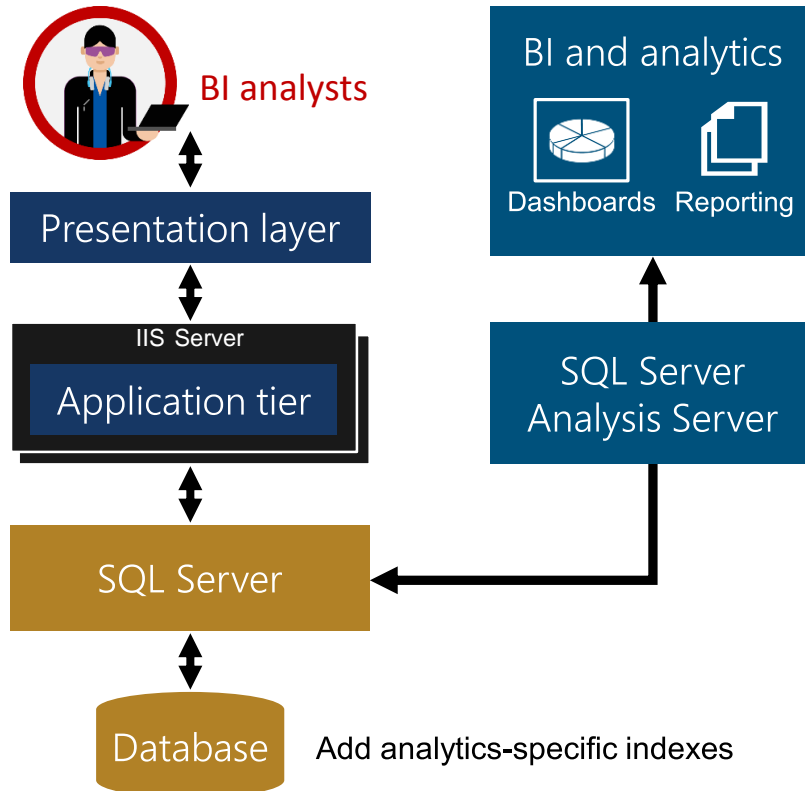 BI analysts
Presentation layer
IIS Server
Application tier
SQL Server
Database
Add analytics-specific indexes
BI and analytics
Dashboards
Reporting
SQL Server
Analysis Server